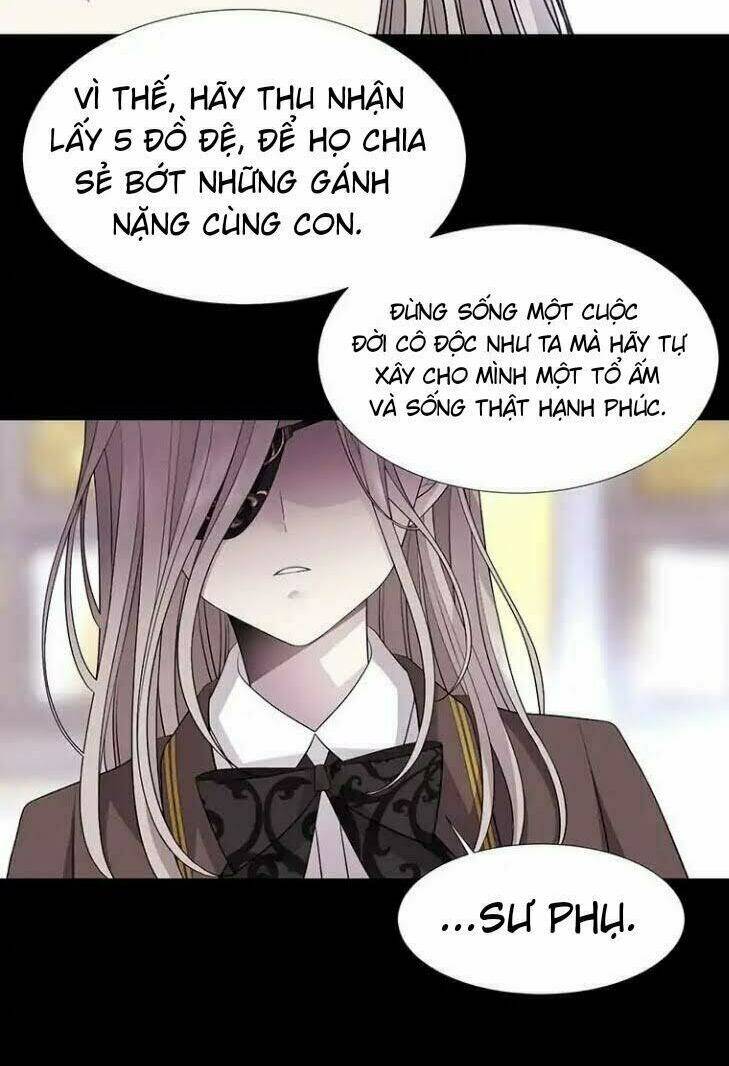 VÌ THẾ, HÃY THU NHẬN
LẤY 5 ĐỒ ĐỆ, ĐỂ HỌ CHIA
SẺ BỚT NHỮNG GÁNH
NẶNG CÙNG CON.
ĐỪNG SỐNG MỘT CUỘC
ĐỜI CÔ ĐỘC NHƯ TA MÀ HÃY TỰ
XÂY CHO MÌNH MỘT TỔ ẤM
VÀ SỐNG THẬT HẠNH PHÚC.
...SƯ PHỤ.